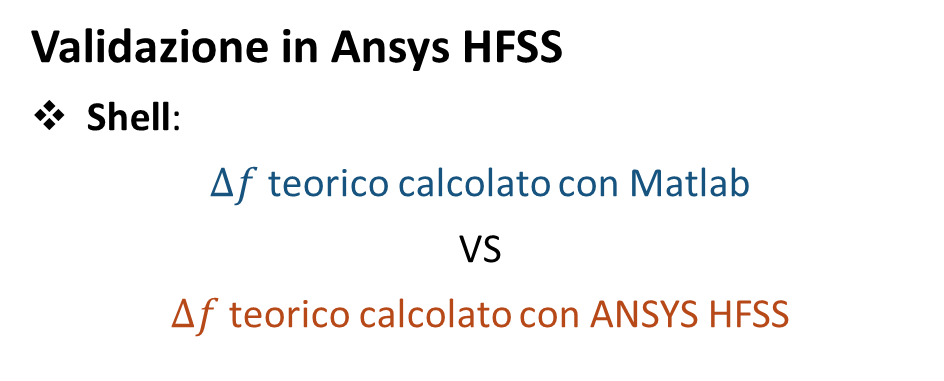 Validazione in Ansys HFSS
❖ Shell:
Δ𝑓 teorico calcolato con Matlab
VS
Δ𝑓 teorico calcolato con ANSYS HFSS